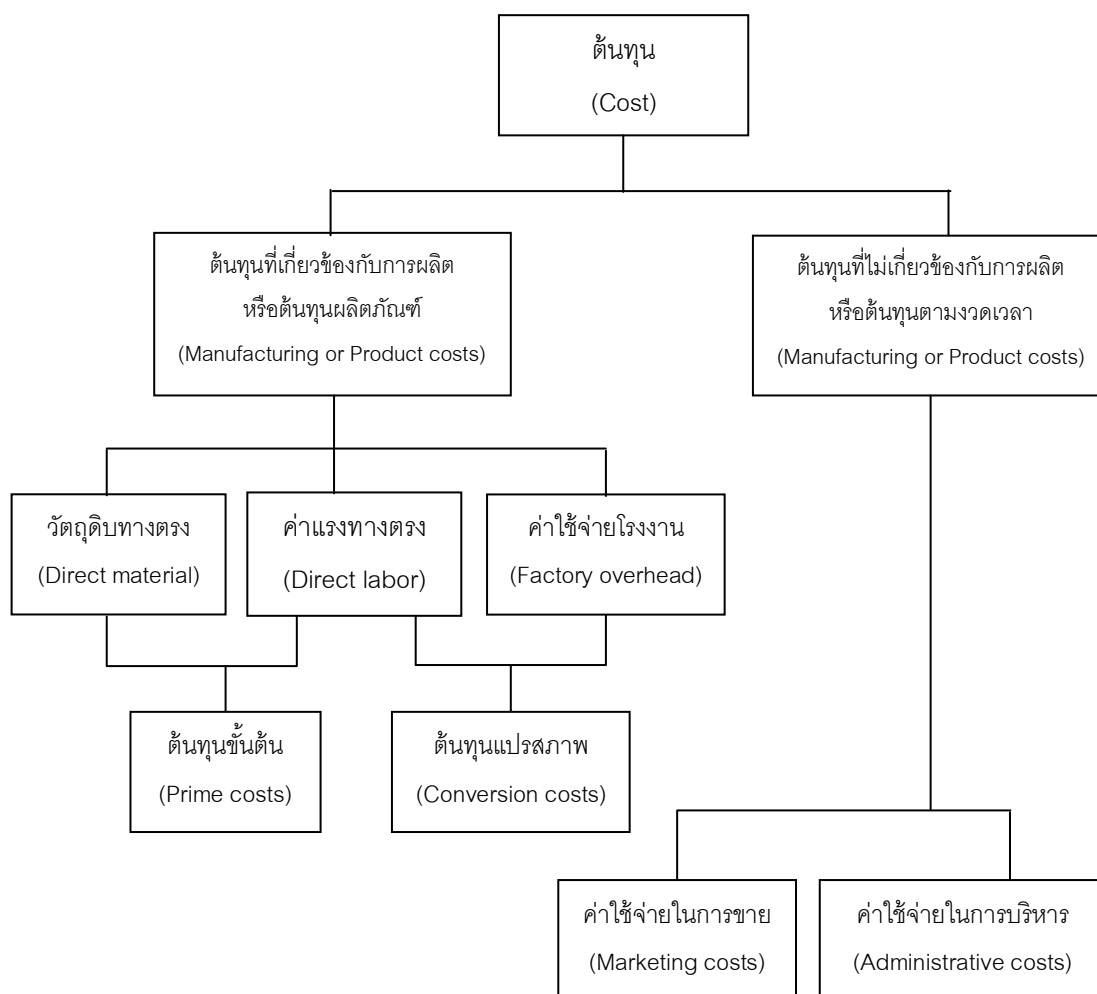 ต้นทุน
(Cost)
ต้นทุนที่เกี่ยวข้องกับการผลิต
หรือต้นทุนผลิตภัณฑ์
(Manufacturing or Product costs)
ต้นทุนที่ไม่เกี่ยวข้องกับการผลิต
หรือต้นทุนตามงวดเวลา
(Manufacturing or Product costs)
วัตถุดิบทางตรง
(Direct material)
ค่าแรงทางตรง
(Direct labor)
ค่าใช้จ่ายโรงงาน
(Factory overhead)
ต้นทุนขั้นต้น
(Prime costs)
ต้นทุนแปรสภาพ
(Conversion costs)
ค่าใช้จ่ายในการขาย
(Marketing costs)
ค่าใช้จ่ายในการบริหาร
(Administrative costs)